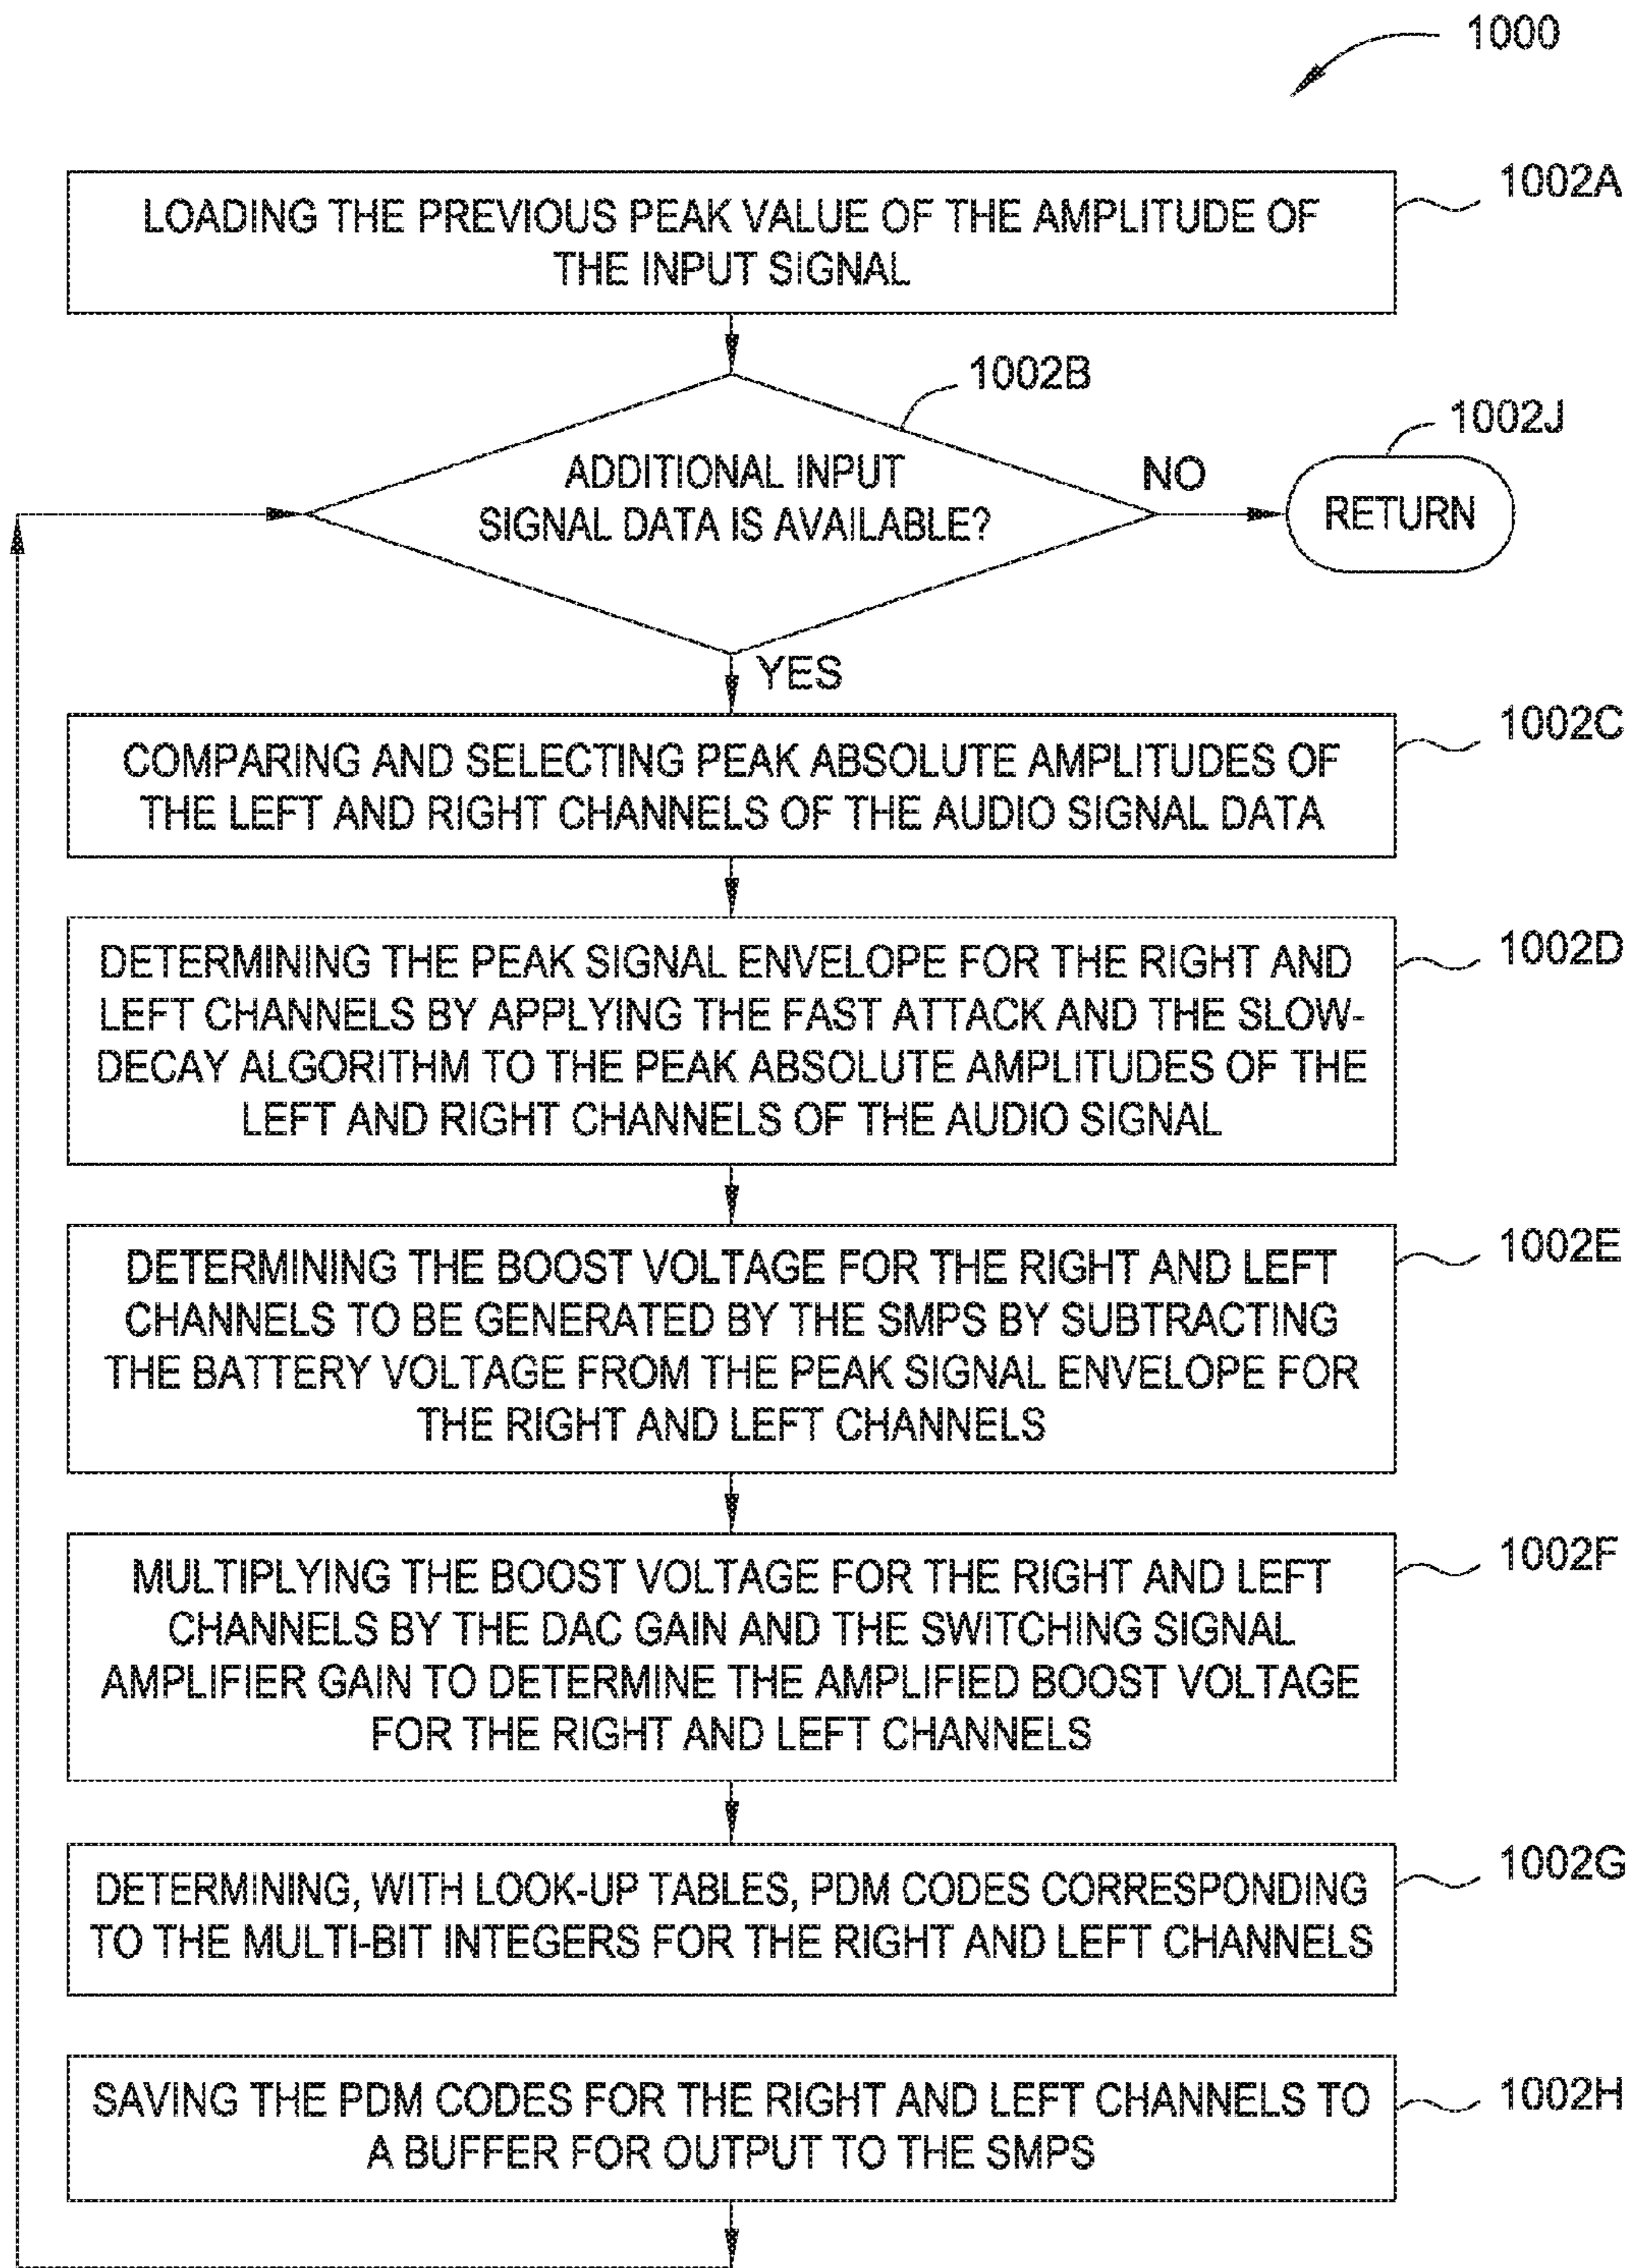 1000
1002A
LOADING THE PREVIOUS PEAK VALUE OF THE AMPLITUDE OF
THE INPUT SIGNAL
1002B
ADDITIONAL INPUT
SIGNAL DATA IS AVAILABLE?
NO
1002J
RETURN
YES
1002C
COMPARING AND SELECTING PEAK ABSOLUTE AMPLITUDES OF
THE LEFT AND RIGHT CHANNELS OF THE AUDIO SIGNAL DATA
1002D
DETERMINING THE PEAK SIGNAL ENVELOPE FOR THE RIGHT AND
LEFT CHANNELS BY APPLYING THE FAST ATTACK AND THE SLOW-
DECAY ALGORITHM TO THE PEAK ABSOLUTE AMPLITUDES OF THE
LEFT AND RIGHT CHANNELS OF THE AUDIO SIGNAL
1002E
DETERMINING THE BOOST VOLTAGE FOR THE RIGHT AND LEFT
CHANNELS TO BE GENERATED BY THE SMPS BY SUBTRACTING
THE BATTERY VOLTAGE FROM THE PEAK SIGNAL ENVELOPE FOR
THE RIGHT AND LEFT CHANNELS
1002F
MULTIPLYING THE BOOST VOLTAGE FOR THE RIGHT AND LEFT
CHANNELS BY THE DAC GAIN AND THE SWITCHING SIGNAL
AMPLIFIER GAIN TO DETERMINE THE AMPLIFIED BOOST VOLTAGE
FOR THE RIGHT AND LEFT CHANNELS
1002G
DETERMINING, WITH LOOK-UP TABLES, PDM CODES CORRESPONDING
TO THE MULTI-BIT INTEGERS FOR THE RIGHT AND LEFT CHANNELS
1002H
SAVING THE PDM CODES FOR THE RIGHT AND LEFT CHANNELS TO
A BUFFER FOR OUTPUT TO THE SMPS